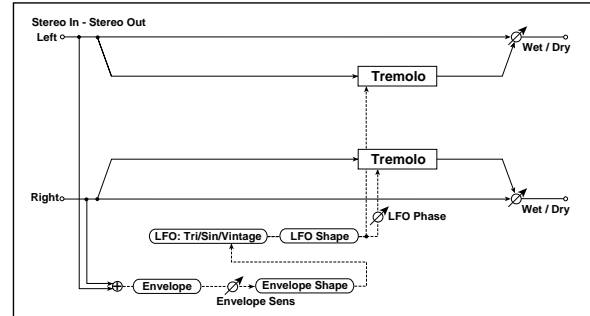 Stereo In - Stereo Out
Left
Wet / Dry
Tremolo
Tremolo
Right
LFO Phase
Wet / Dry
LFO: Tri/Sin/Vintage
LFO Shape
Envelope
Envelope Sens
Envelope Shape